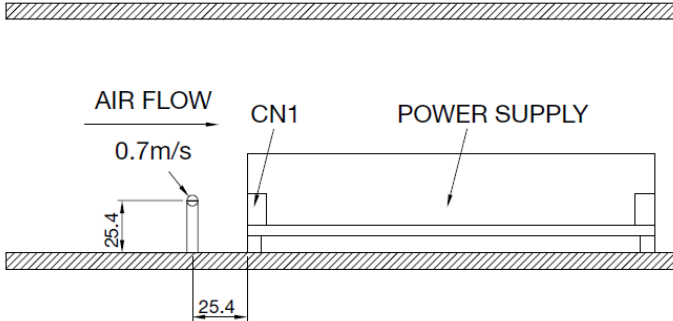 AIR FLOW
CN1
POWER SUPPLY
0.7m/s
25.4
25.4